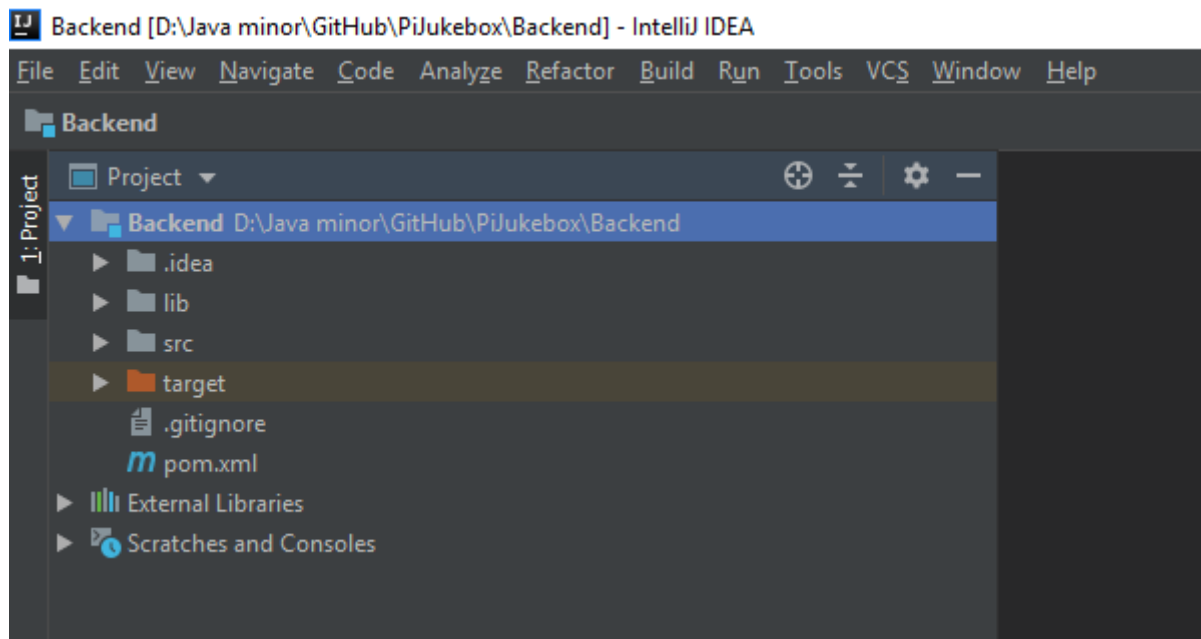 IJ Backend [D:\Java minor\GitHub\PiJukebox\Backend] - IntelliJ IDEA
File Edit View Navigate Code Analyze Refactor Build Run Tools VCS Window Help
Backend
1: Project
Project
Backend D:\Java minor\GitHub\PiJukebox\Backend
.idea
lib
src
target
.gitignore
m pom.xml
External Libraries
Scratches and Consoles